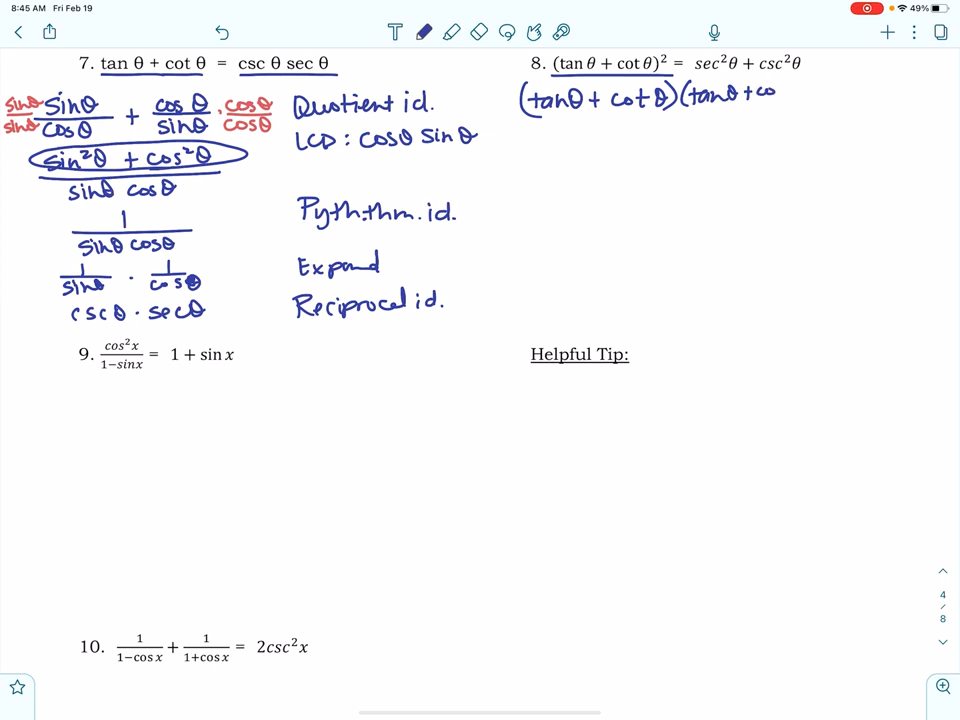 8:45 AM Fri Feb 19
49%
7. tan θ + cot θ = csc θ sec θ
sinθ/sinθ · sinθ/cosθ + cosθ/sinθ · cosθ/cosθ
Quotient id.
LCD: cosθ sinθ
sin²θ + cos²θ
sinθ cosθ
Pyth.thm.id.
1
sinθ cosθ
1/sinθ · 1/cosθ
Expand
cscθ · secθ
Reciprocal id.
8. (tan θ + cot θ)² = sec²θ + csc²θ
(tanθ + cotθ)(tanθ + co
9. cos²x/1−sinx = 1 + sin x
Helpful Tip:
10. 1/1−cos x + 1/1+cos x = 2csc²x
4
/
8